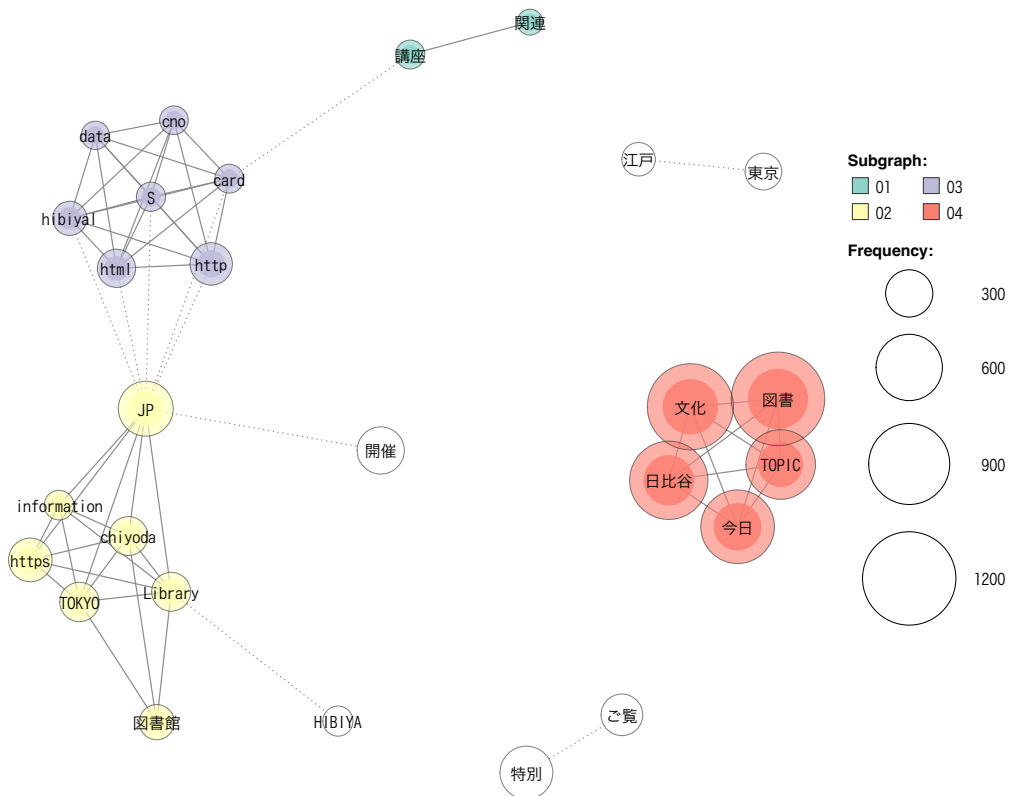 関連
講座
cno
data
card
S
hibiyal
http
html
江戸
東京
Subgraph:
01
03
02
04
Frequency:
300
600
900
1200
JP
開催
文化
図書
日比谷
TOPIC
今日
information
chiyoda
https
TOKYO
Library
図書館
HIBIYA
ご覧
特別